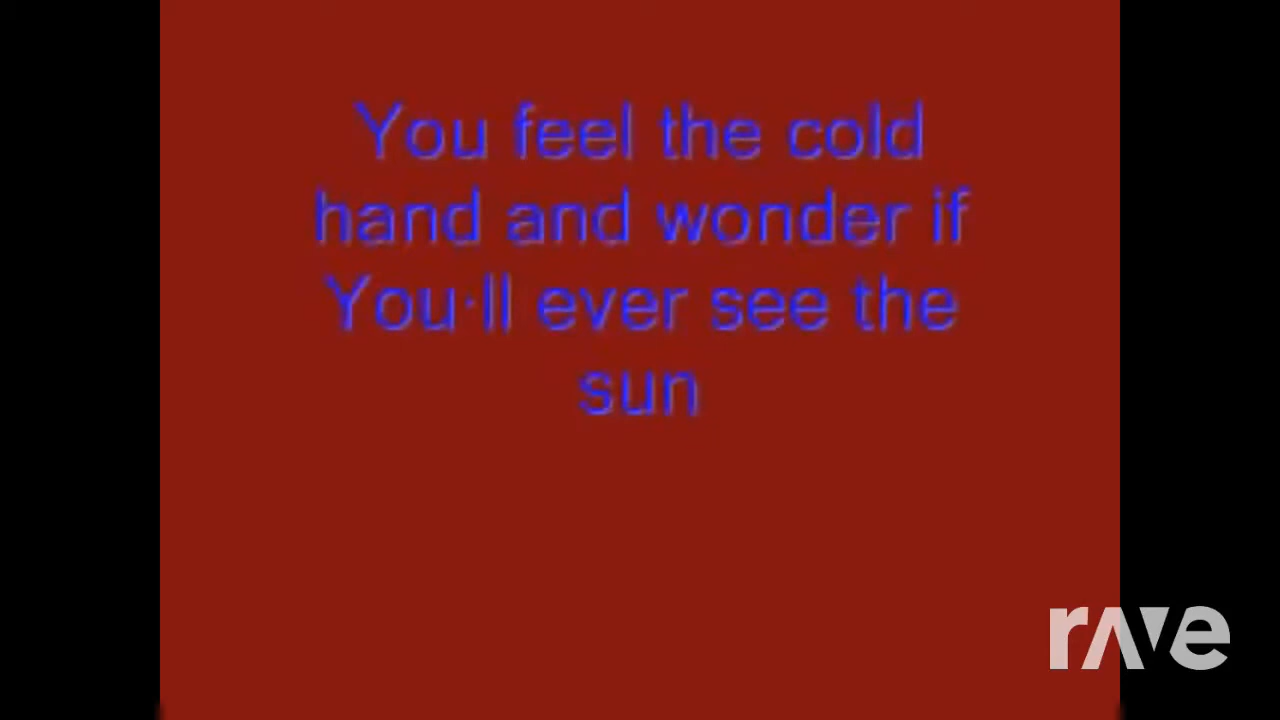 You feel the cold
hand and wonder if
You·ll ever see the
sun
rave